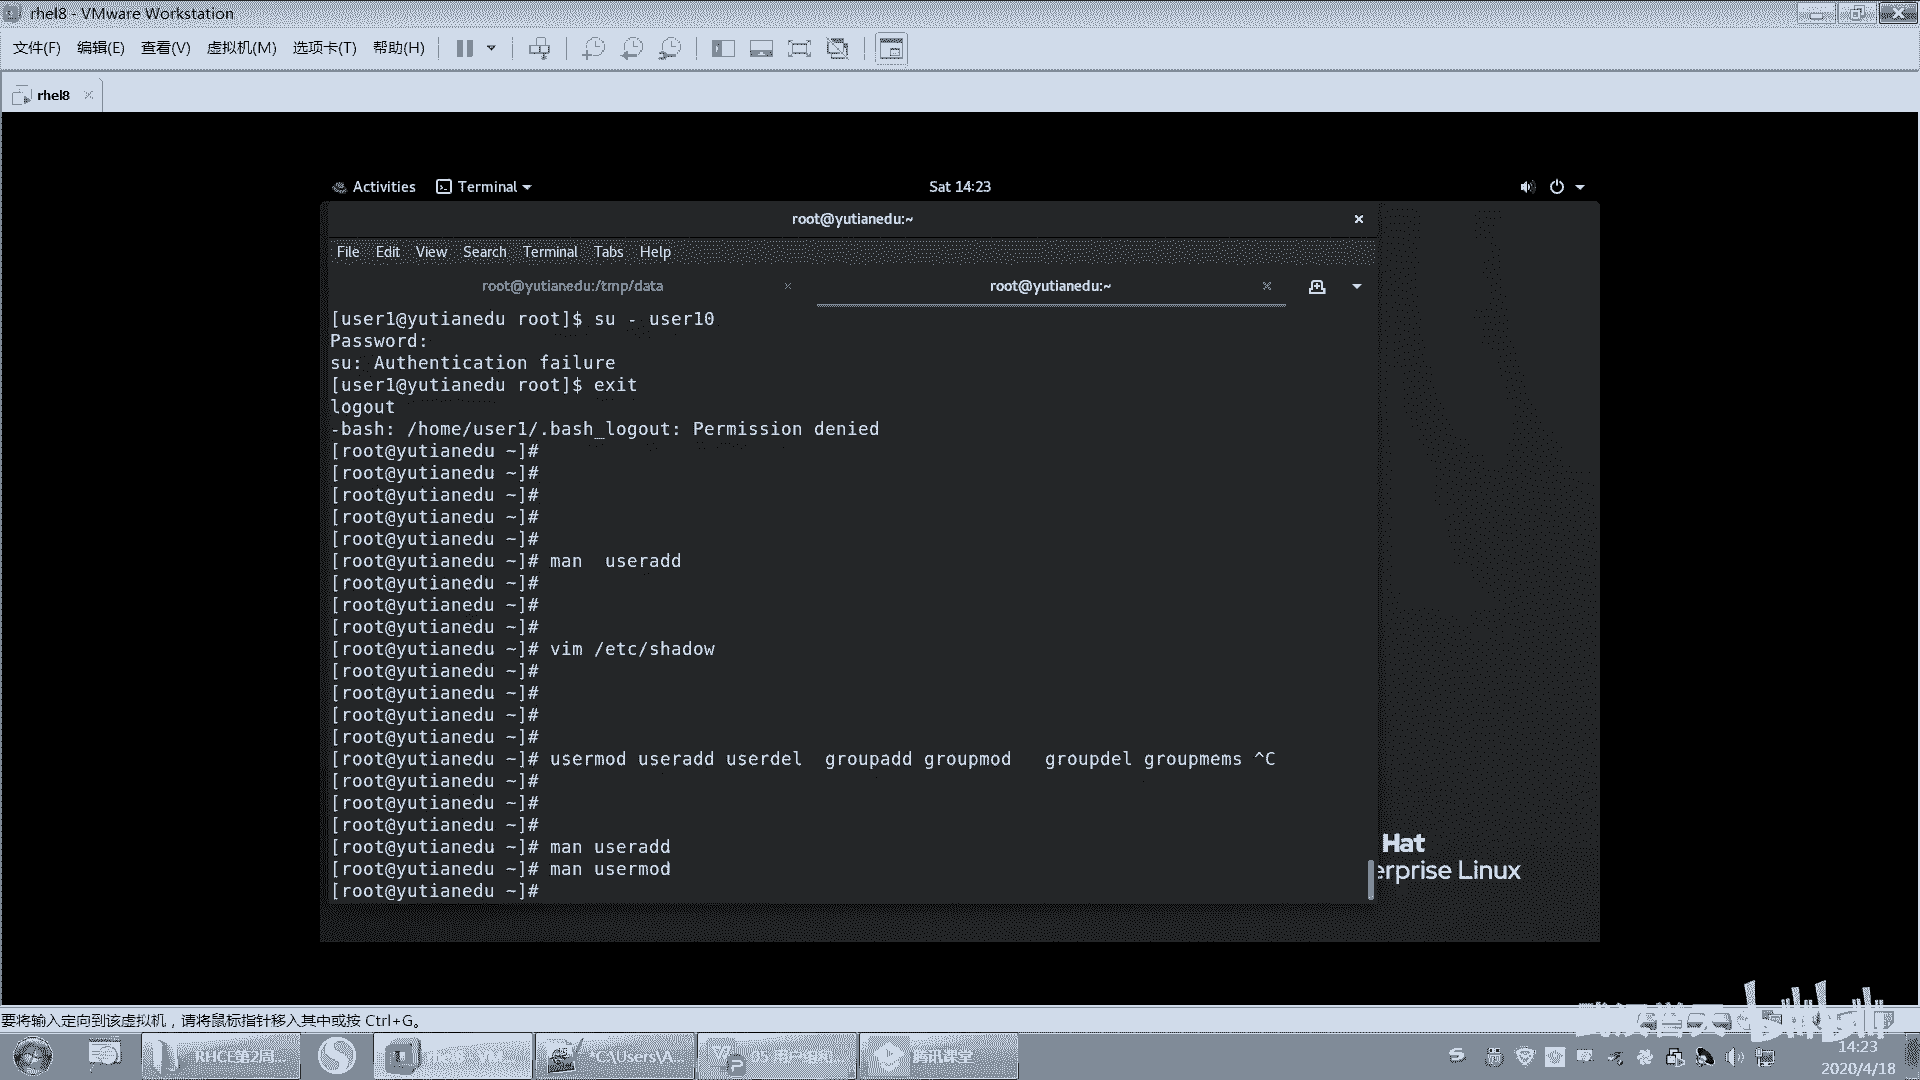 rhel8 - VMware Workstation
文件(F) 编辑(E) 查看(V) 虚拟机(M) 选项卡(T) 帮助(H)
rhel8
Activities Terminal Sat 14:23
root@yutianedu:~
File Edit View Search Terminal Tabs Help
root@yutianedu:/tmp/data root@yutianedu:~
[user1@yutianedu root]$ su - user10
Password:
su: Authentication failure
[user1@yutianedu root]$ exit
logout
-bash: /home/user1/.bash_logout: Permission denied
[root@yutianedu ~]#
[root@yutianedu ~]#
[root@yutianedu ~]#
[root@yutianedu ~]#
[root@yutianedu ~]#
[root@yutianedu ~]# man  useradd
[root@yutianedu ~]#
[root@yutianedu ~]#
[root@yutianedu ~]#
[root@yutianedu ~]# vim /etc/shadow
[root@yutianedu ~]#
[root@yutianedu ~]#
[root@yutianedu ~]#
[root@yutianedu ~]#
[root@yutianedu ~]# usermod useradd userdel  groupadd groupmod   groupdel groupmems ^C
[root@yutianedu ~]#
[root@yutianedu ~]#
[root@yutianedu ~]#
[root@yutianedu ~]# man useradd
[root@yutianedu ~]# man usermod
[root@yutianedu ~]#
Hat
erprise Linux
要将输入定向到该虚拟机，请将鼠标指针移入其中或按 Ctrl+G。
bilibili
RHCE第2周... rhel8 - VM... *C:\Users\A... 05 用户组和... 腾讯课堂
14:23
2020/4/18